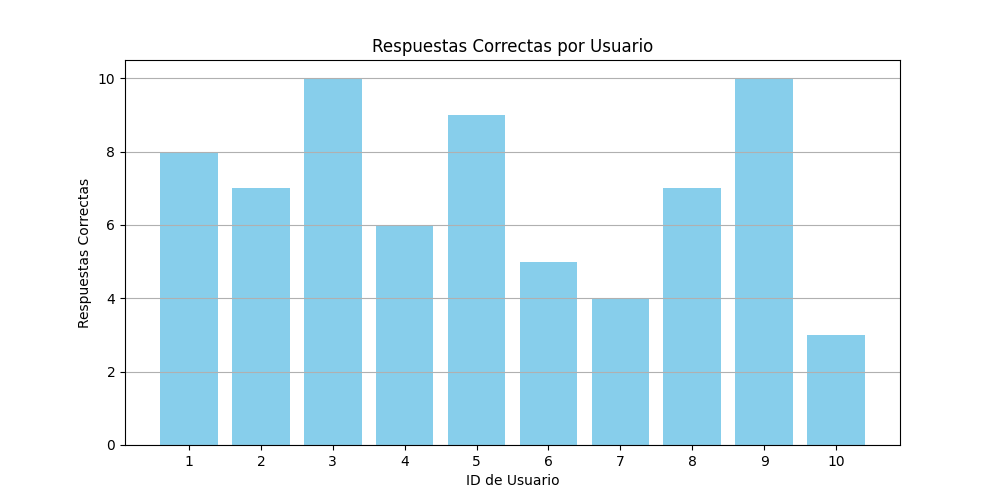 Respuestas Correctas por Usuario
Respuestas Correctas
10
8
6
4
2
0
1 2 3 4 5 6 7 8 9 10
ID de Usuario